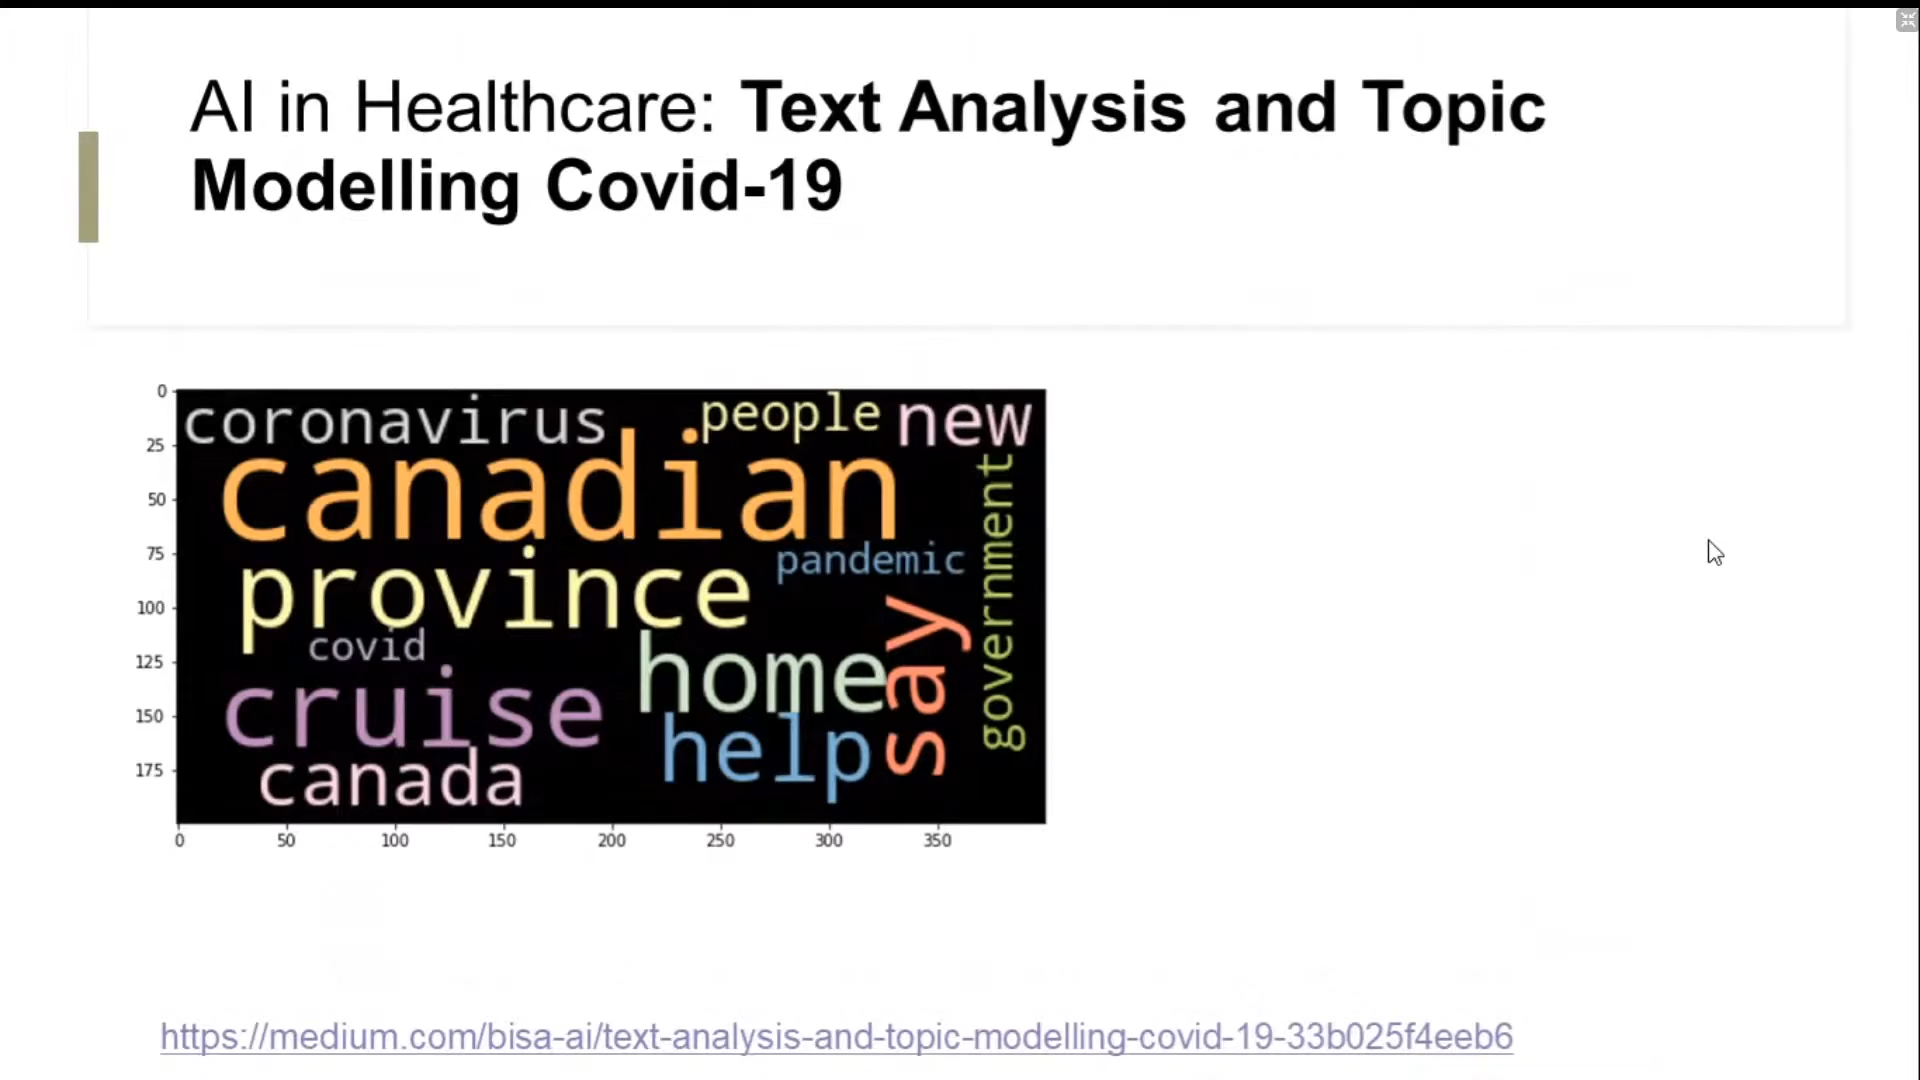 AI in Healthcare: Text Analysis and Topic
Modelling Covid-19
0
25
50
75
100
125
150
175
coronavirus
people
new
canadian
government
province
pandemic
covid
home
say
cruise
help
canada
0 50 100 150 200 250 300 350
https://medium.com/bisa-ai/text-analysis-and-topic-modelling-covid-19-33b025f4eeb6